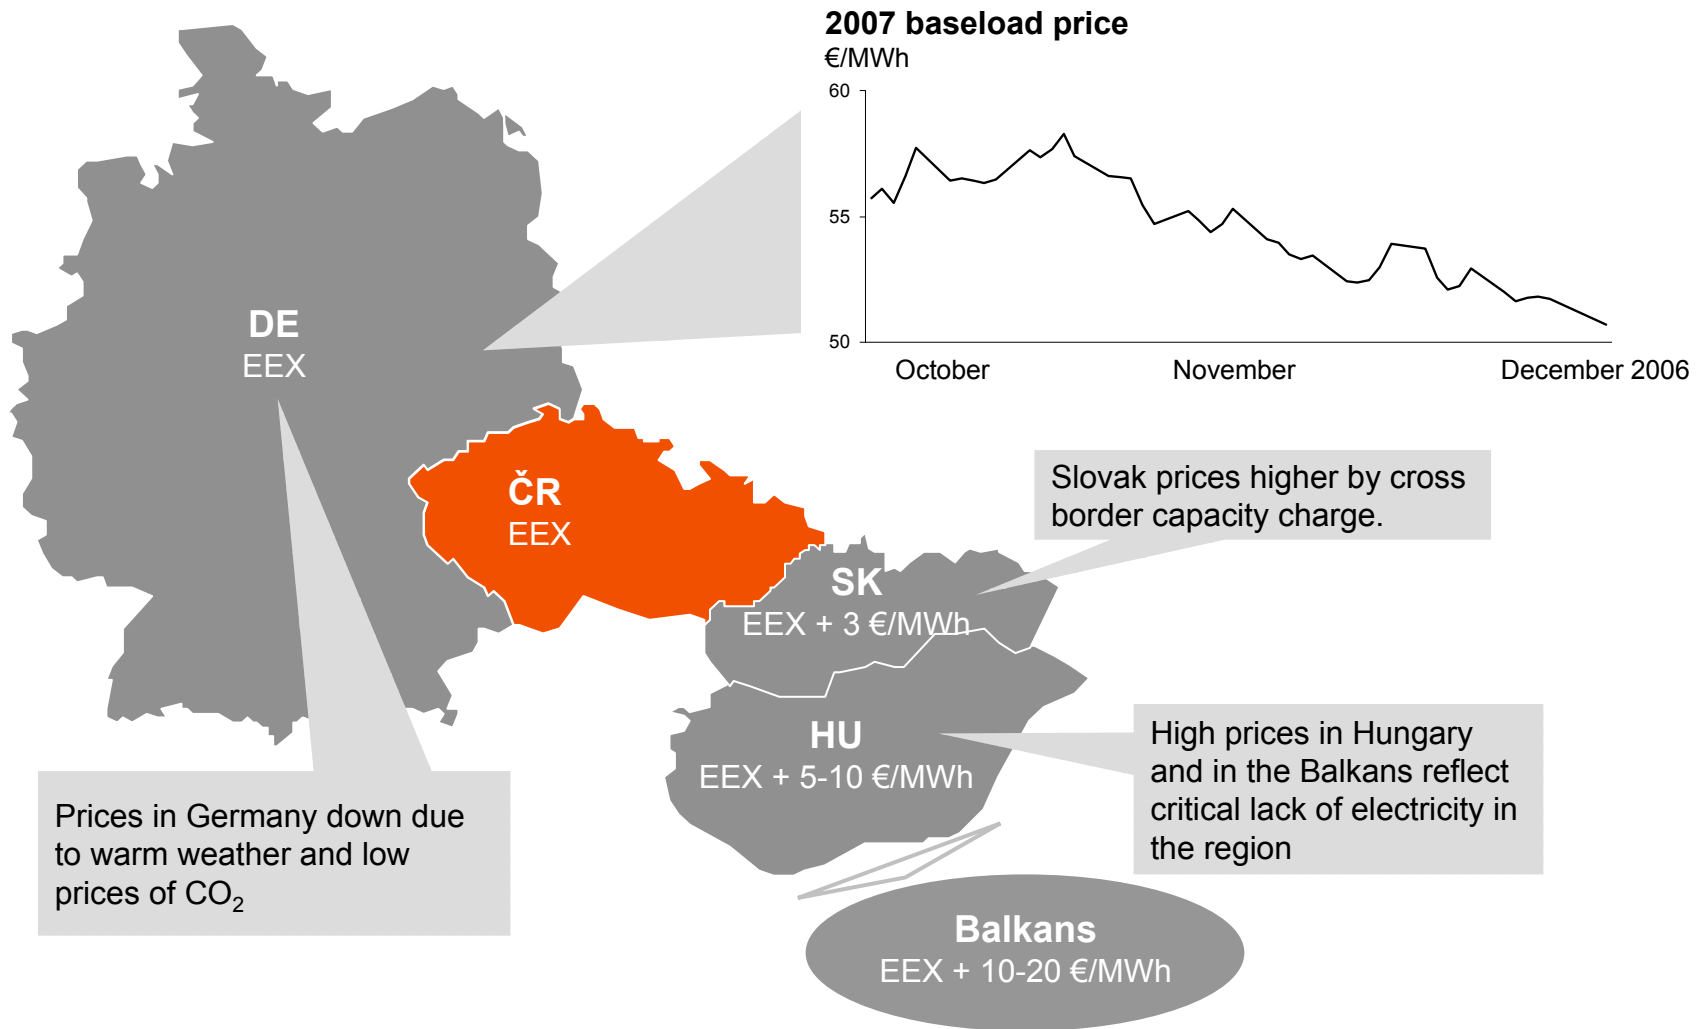 2007 baseload price
€/MWh
60
55
50
October
November
December 2006
DE
EEX
ČR
EEX
Slovak prices higher by cross
border capacity charge.
SK
EEX + 3 €/MWh
HU
EEX + 5-10 €/MWh
High prices in Hungary
and in the Balkans reflect
critical lack of electricity in
the region
Prices in Germany down due
to warm weather and low
prices of CO₂
Balkans
EEX + 10-20 €/MWh